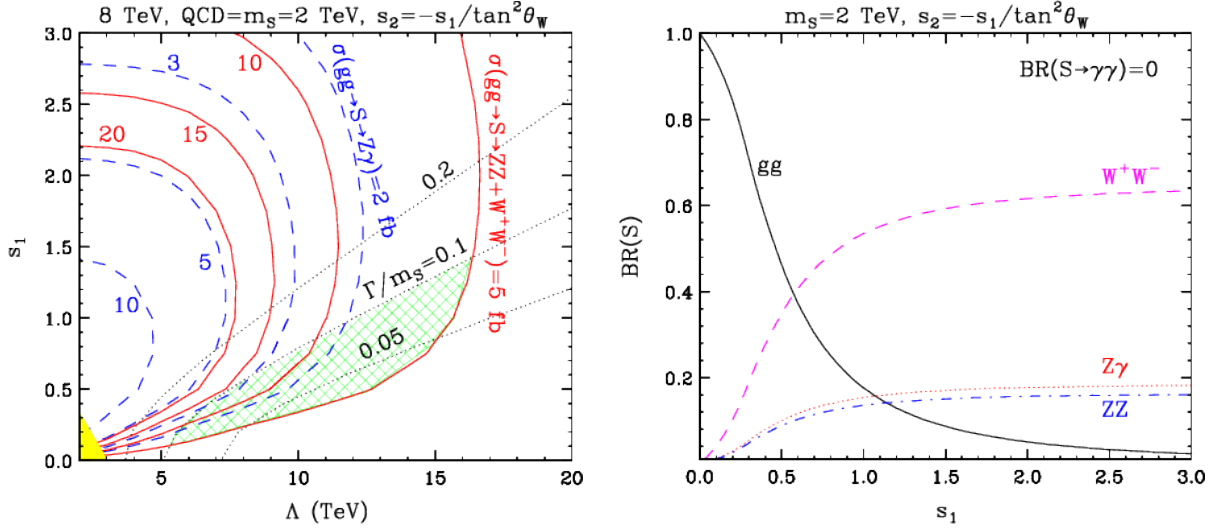 8 TeV, QCD=m_S=2 TeV, s_2=-s_1/tan²θ_W
3.0
2.5
2.0
1.5
1.0
0.5
0.0
s_1
5
10
15
20
Λ (TeV)
3
10
20
15
5
10
σ(gg→S→Zγ)=2 fb
σ(gg→S→ZZ+W⁺W⁻)=5 fb
0.2
Γ/m_S=0.1
0.05
m_S=2 TeV, s_2=-s_1/tan²θ_W
1.0
0.8
0.6
0.4
0.2
BR(S)
BR(S→γγ)=0
gg
W⁺W⁻
Zγ
ZZ
0.0
0.5
1.0
1.5
2.0
2.5
3.0
s_1